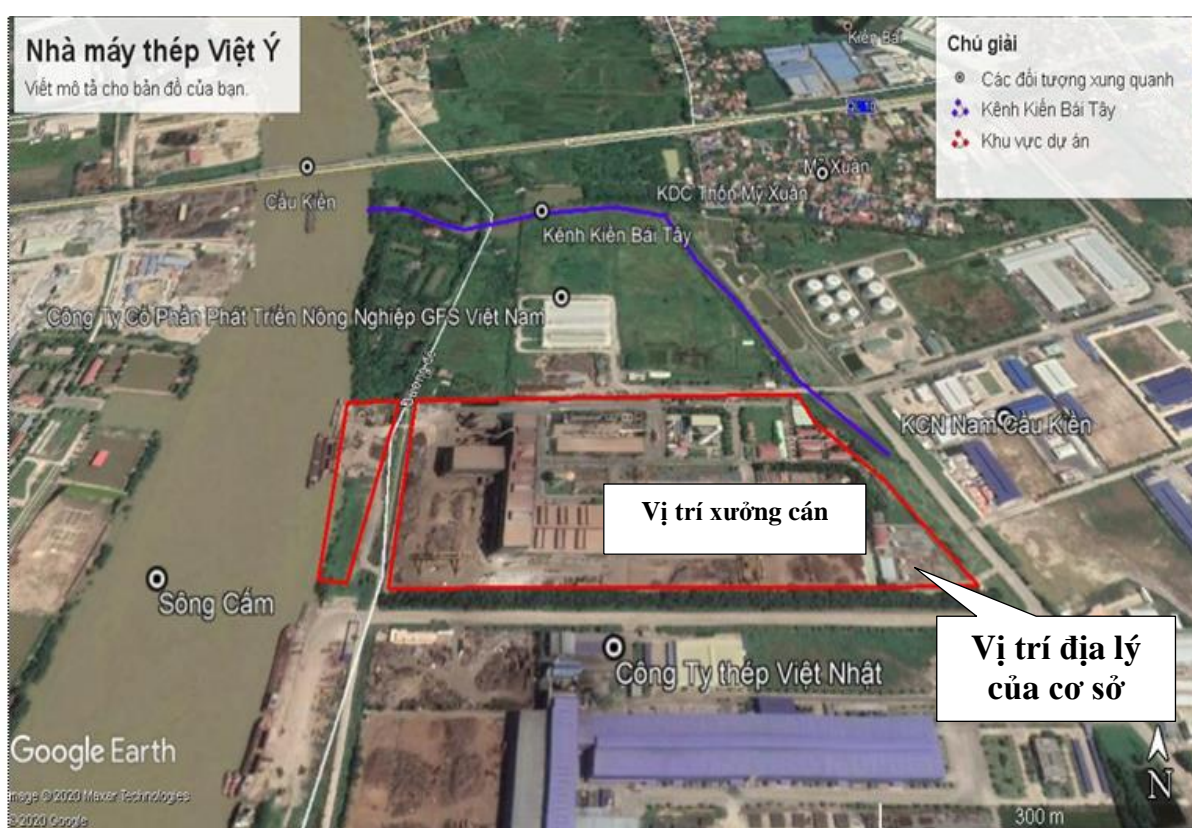 Nhà máy thép Việt Ý
Viết mô tả cho bản đồ của bạn.
Chú giải
Các đối tượng xung quanh
Kênh Kiến Bái Tây
Khu vực dự án
Kiến Bái
QL 10
Mỹ Xuân
Cầu Kiền
KDC Thôn Mỹ Xuân
Kênh Kiến Bái Tây
Công Ty Cổ Phần Phát Triển Nông Nghiệp GFS Việt Nam
KCN Nam Cầu Kiền
Vị trí xưởng cán
Sông Cấm
Vị trí địa lý
của cơ sở
Công Ty thép Việt Nhật
Google Earth
© 2020 Maxar Technologies
© 2020 Google
N
300 m